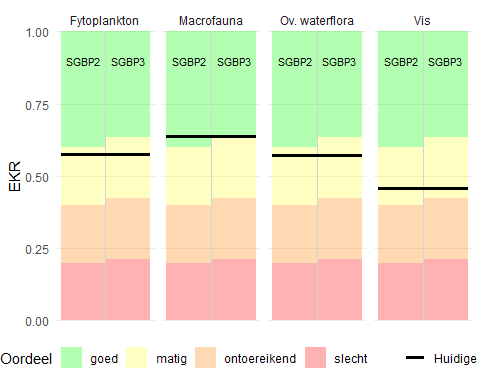 Fytoplankton Macrofauna Ov. waterflora Vis
1.00
SGBP2 SGBP3 SGBP2 SGBP3 SGBP2 SGBP3 SGBP2 SGBP3
0.75
EKR
0.50
0.25
0.00
Oordeel goed matig ontoereikend slecht Huidige